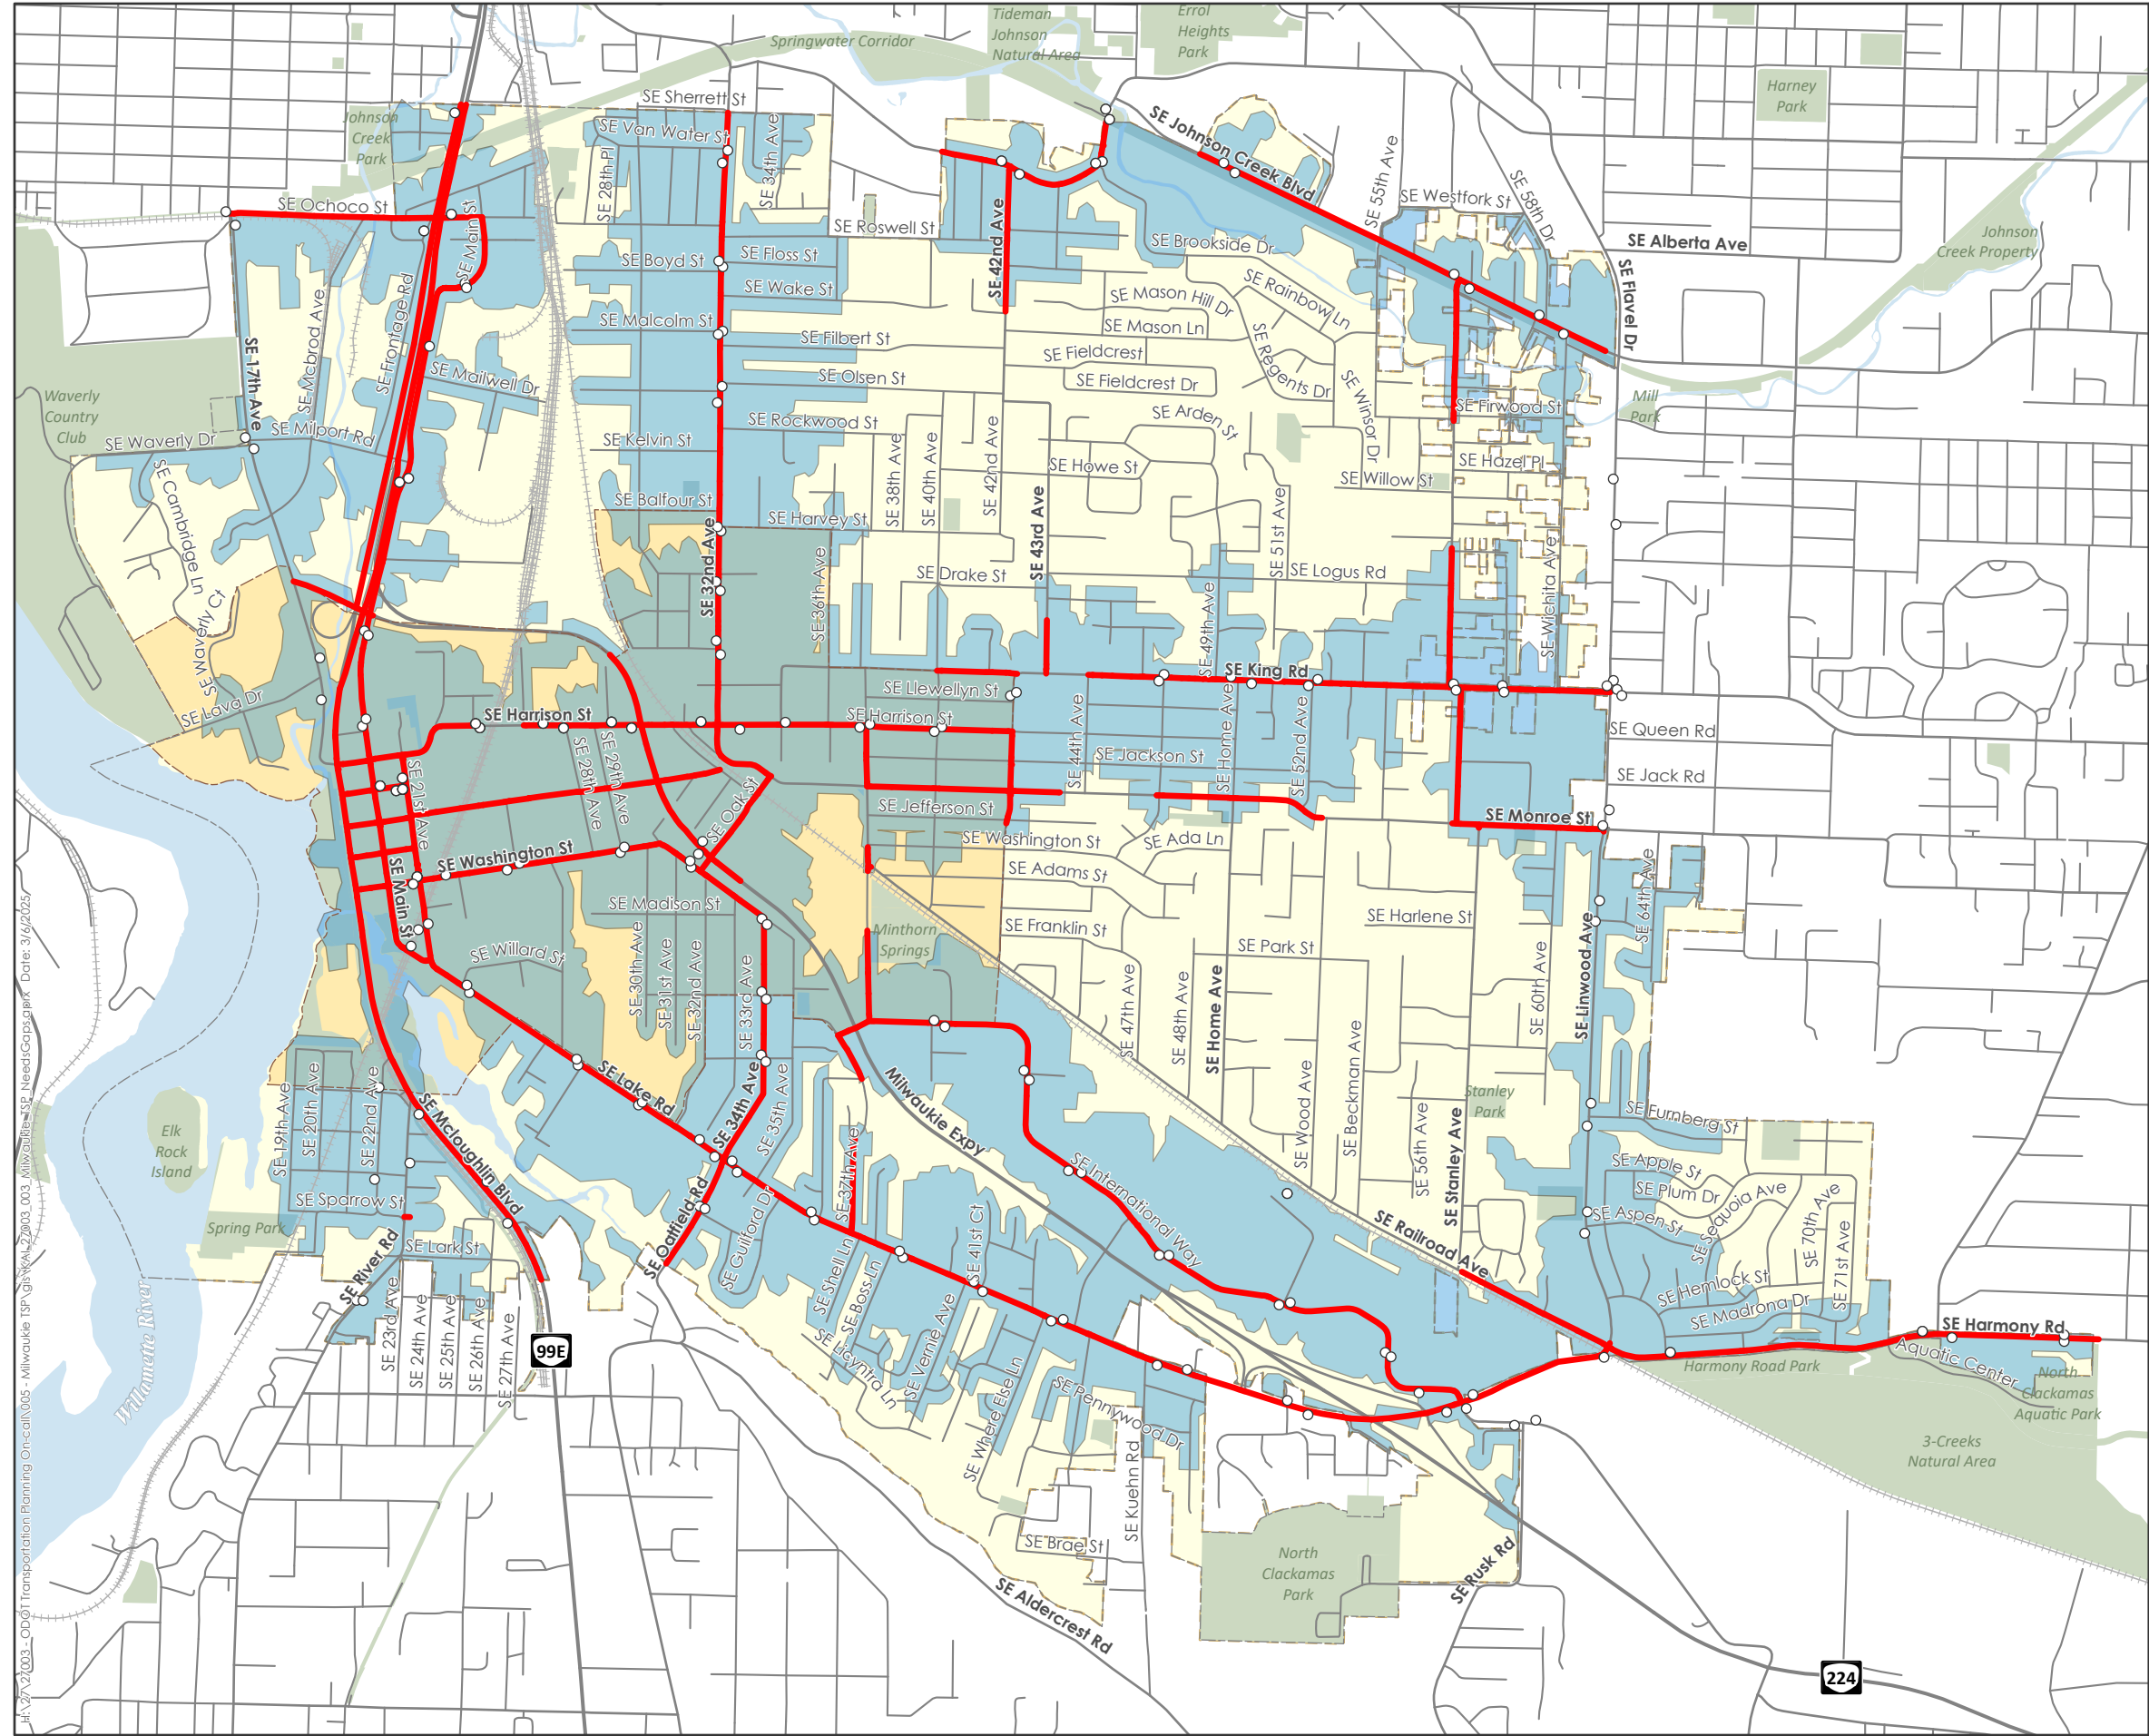 Tideman
Johnson
Natural Area
Errol
Heights
Park
Springwater Corridor
Harney
Park
SE Sherrett St
Johnson
Creek
Park
SE Van Water St
SE 34th Ave
SE 28th Pl
SE Johnson Creek Blvd
SE 55th Ave
SE Westfork St
SE 58th Dr
SE Ochoco St
SE Main St
SE Roswell St
SE 42nd Ave
SE Brookside Dr
SE Alberta Ave
Johnson
Creek Property
SE Boyd St
SE Floss St
SE Wake St
SE Mason Hill Dr
SE Rainbow Ln
SE Flavel Dr
SE Frontage Rd
SE Mcbrod Ave
SE Malcolm St
SE Filbert St
SE Mason Ln
SE Regents Dr
SE 17th Ave
SE Mailwell Dr
SE Olsen St
SE Fieldcrest
SE Fieldcrest Dr
SE Winsor Dr
Waverly
Country
Club
SE Waverly Dr
SE Milport Rd
SE Kelvin St
SE Rockwood St
SE Arden St
SE Firwood St
Mill
Park
SE 38th Ave
SE 40th Ave
SE 42nd Ave
SE Howe St
SE Willow St
SE Hazel Pl
SE Cambridge Ln
SE Balfour St
SE Harvey St
SE 32nd Ave
SE 36th Ave
SE 43rd Ave
SE 51st Ave
SE Drake St
SE Logus Rd
SE 49th Ave
SE Wichita Ave
SE Waverly Ct
SE Lava Dr
SE King Rd
SE Llewellyn St
SE Harrison St
SE Harrison St
SE 44th Ave
SE Home Ave
SE 52nd Ave
SE Queen Rd
SE 28th Ave
SE 29th Ave
SE Jackson St
SE Jack Rd
SE 21st Ave
SE Oak St
SE Jefferson St
SE Monroe St
SE Washington St
SE Washington St
SE Ada Ln
SE Adams St
SE Main St
SE Madison St
SE 64th Ave
SE Harlene St
SE Franklin St
Minthorn
Springs
SE Willard St
SE Park St
SE 30th Ave
SE 31st Ave
SE 32nd Ave
SE 33rd Ave
SE 47th Ave
SE 48th Ave
SE Home Ave
SE 60th Ave
SE Linwood Ave
SE Lake Rd
SE 34th Ave
SE 35th Ave
Milwaukie Expy
SE Wood Ave
SE Beckman Ave
SE 56th Ave
SE Stanley Ave
Stanley
Park
SE Furnberg St
Elk
Rock
Island
SE 19th Ave
SE 20th Ave
SE 22nd Ave
SE Mcloughlin Blvd
SE 37th Ave
SE International Way
SE Apple St
SE Plum Dr
SE Aspen St
SE Sequoia Ave
SE 70th Ave
SE 71st Ave
SE Sparrow St
Spring Park
SE River Rd
SE Lark St
SE Oatfield Rd
SE Guilford Dr
SE Shell Ln
SE Boss Ln
SE 41st Ct
SE Railroad Ave
SE Hemlock St
SE Madrona Dr
SE Harmony Rd
SE 23rd Ave
SE 24th Ave
SE 25th Ave
SE 26th Ave
SE 27th Ave
99E
SE Licyntra Ln
SE Vernie Ave
SE Where Else Ln
SE Pennywood Dr
Harmony Road Park
Aquatic Center
North
Clackamas
Aquatic Park
Willamette River
SE Kuehn Rd
3-Creeks
Natural Area
SE Brae St
North
Clackamas
Park
SE Rusk Rd
SE Aldercrest Rd
224
H:\27\27003 - ODOT Transportation Planning On-call\005 - Milwaukie TSP\gis\KAI_27003_003_Milwaukie TSP_NeedsGaps.aprx Date: 3/6/2025